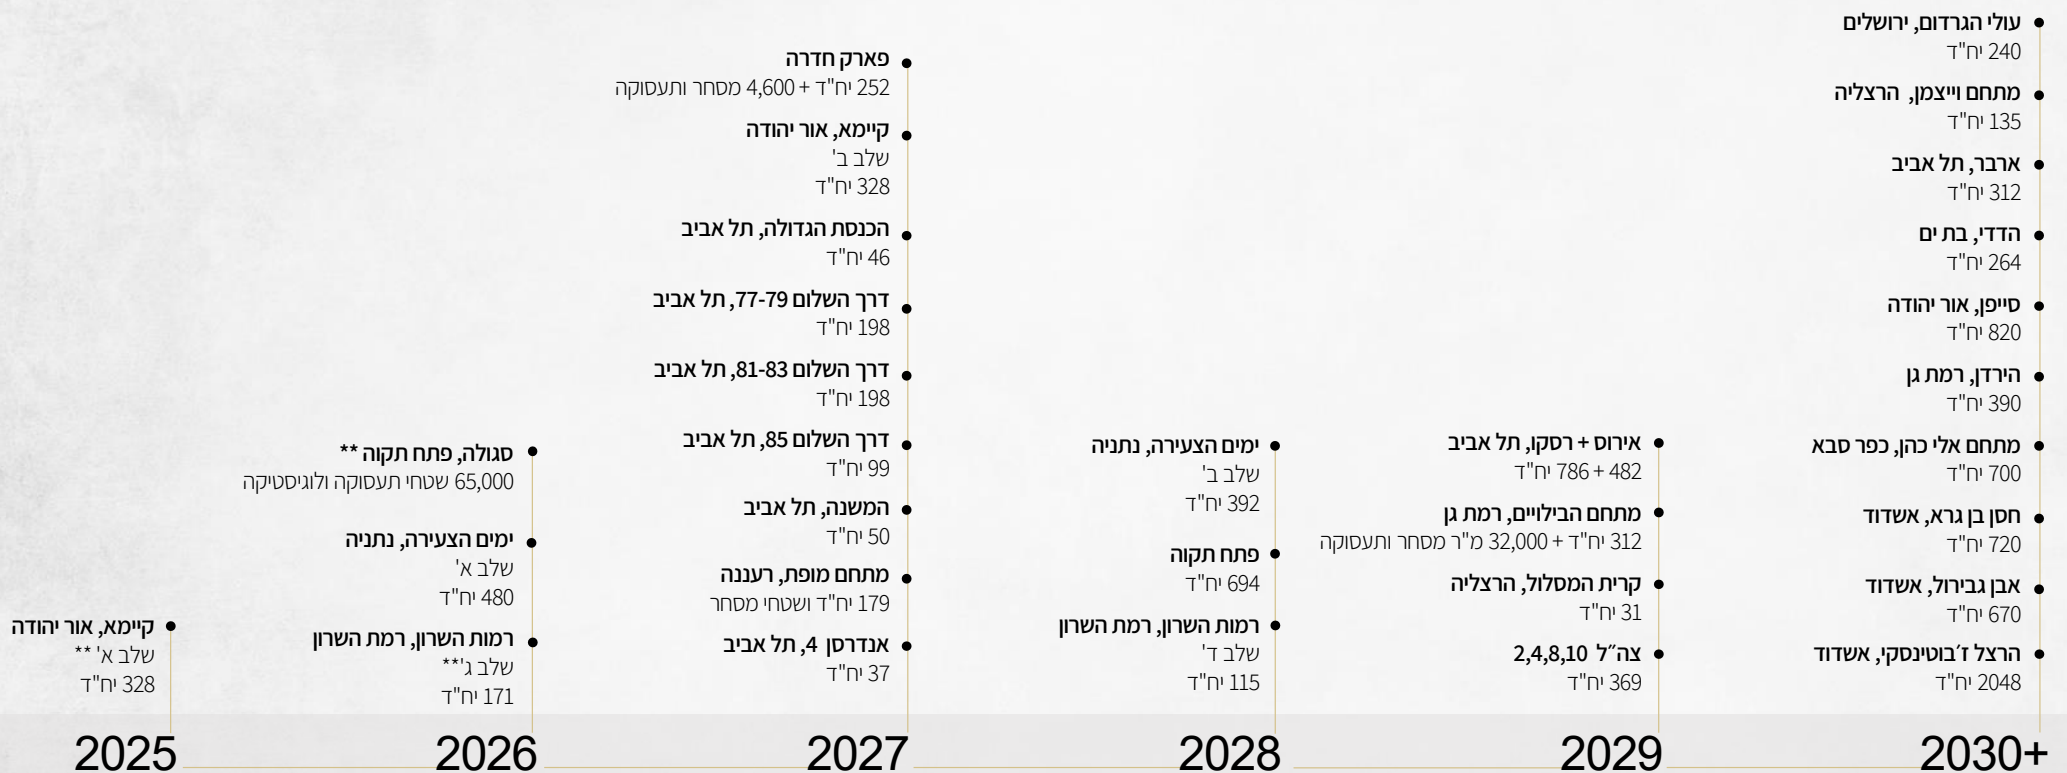 קיימא, אור יהודה
שלב א' **
328 יח"ד
2025
סגולה, פתח תקוה **
65,000 שטחי תעסוקה ולוגיסטיקה
ימים הצעירה, נתניה
שלב א'
480 יח"ד
רמות השרון, רמת השרון
שלב ג'**
171 יח"ד
2026
פארק חדרה
252 יח"ד + 4,600 מסחר ותעסוקה
קיימא, אור יהודה
שלב ב'
328 יח"ד
הכנסת הגדולה, תל אביב
46 יח"ד
דרך השלום 77-79, תל אביב
198 יח"ד
דרך השלום 81-83, תל אביב
198 יח"ד
דרך השלום 85, תל אביב
99 יח"ד
המשנה, תל אביב
50 יח"ד
מתחם מופת, רעננה
179 יח"ד ושטחי מסחר
אנדרסן 4, תל אביב
37 יח"ד
2027
ימים הצעירה, נתניה
שלב ב'
392 יח"ד
פתח תקוה
694 יח"ד
רמות השרון, רמת השרון
שלב ד'
115 יח"ד
2028
אירוס + רסקו, תל אביב
482 + 786 יח"ד
מתחם הבילויים, רמת גן
312 יח"ד + 32,000 מ"ר מסחר ותעסוקה
קרית המסלול, הרצליה
31 יח"ד
צה״ל 2,4,8,10
369 יח"ד
2029
עולי הגרדום, ירושלים
240 יח"ד
מתחם וייצמן, הרצליה
135 יח"ד
ארבר, תל אביב
312 יח"ד
הדדי, בת ים
264 יח"ד
סייפן, אור יהודה
820 יח"ד
הירדן, רמת גן
390 יח"ד
מתחם אלי כהן, כפר סבא
700 יח"ד
חסן בן גרא, אשדוד
720 יח"ד
אבן גבירול, אשדוד
670 יח"ד
הרצל ז׳בוטינסקי, אשדוד
2048 יח"ד
2030+